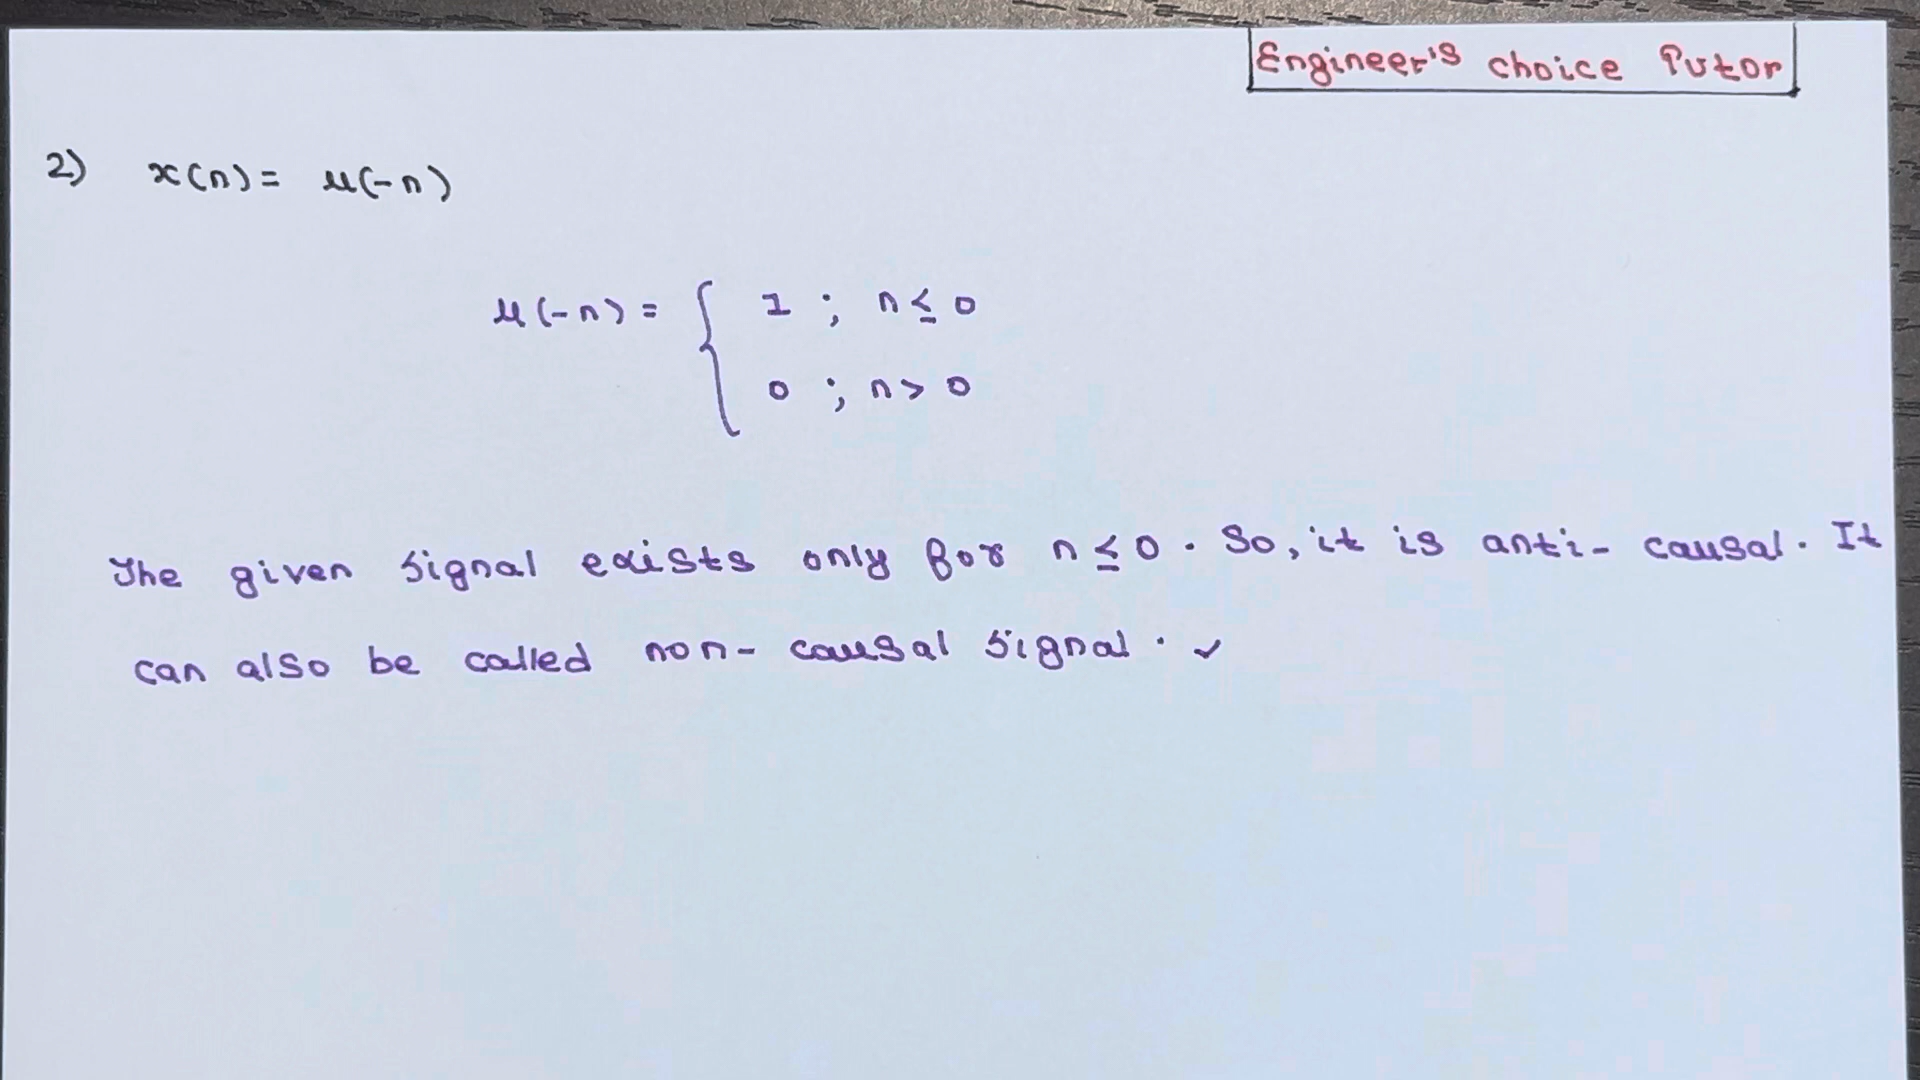 Engineer's choice Tutor
2) x(n) = u(-n)
u(-n) = { 1 ; n ≤ 0
0 ; n > 0
The given signal exists only for n ≤ 0 . So, it is anti- causal. It
can also be called non- causal signal . ✓